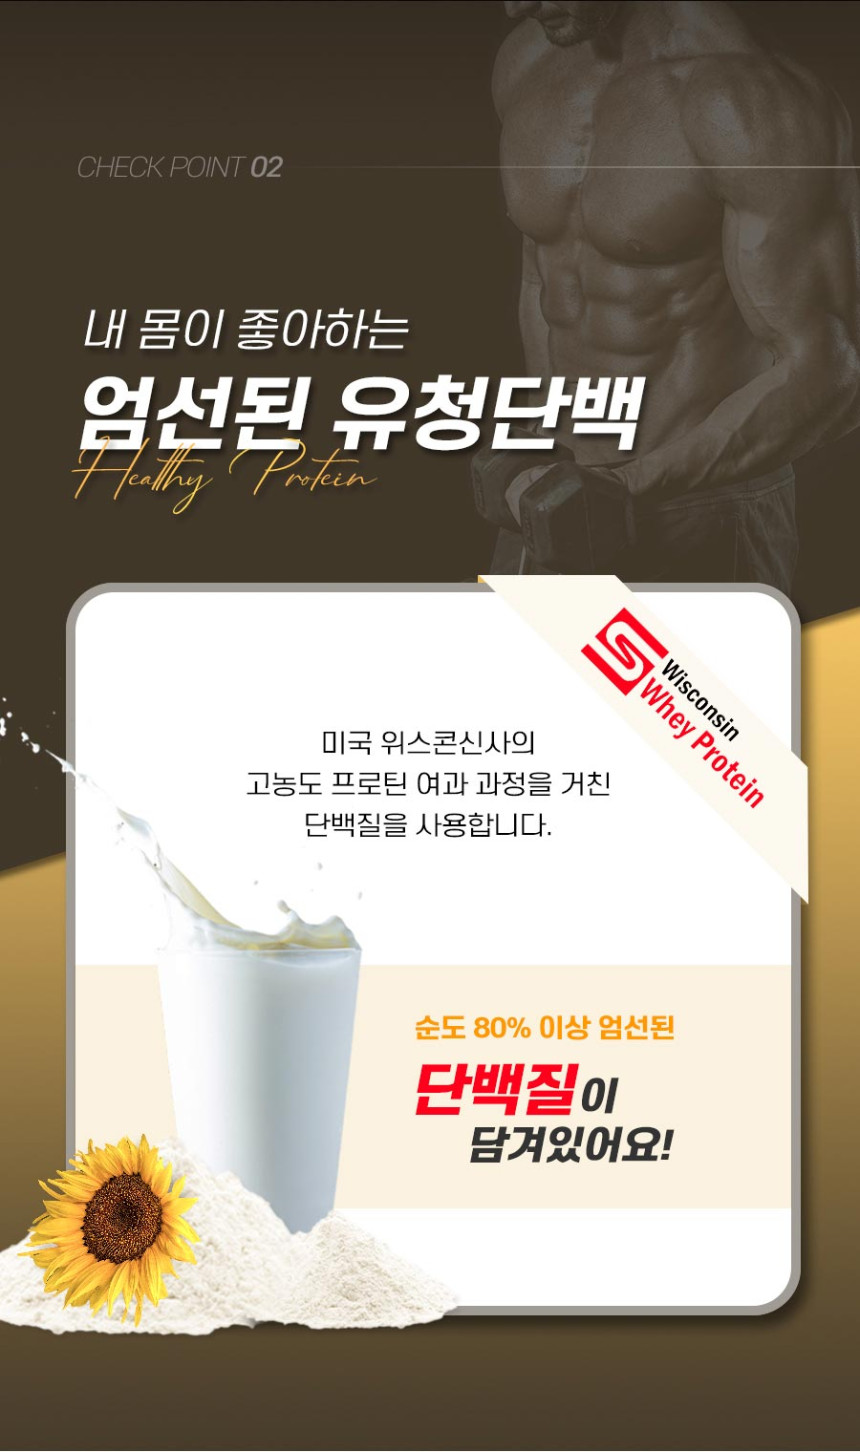 CHECK POINT 02
내 몸이 좋아하는
엄선된 유청단백
Healthy Protein
Wisconsin
Whey Protein
미국 위스콘신사의
고농도 프로틴 여과 과정을 거친
단백질을 사용합니다.
순도 80% 이상 엄선된
단백질이
담겨있어요!